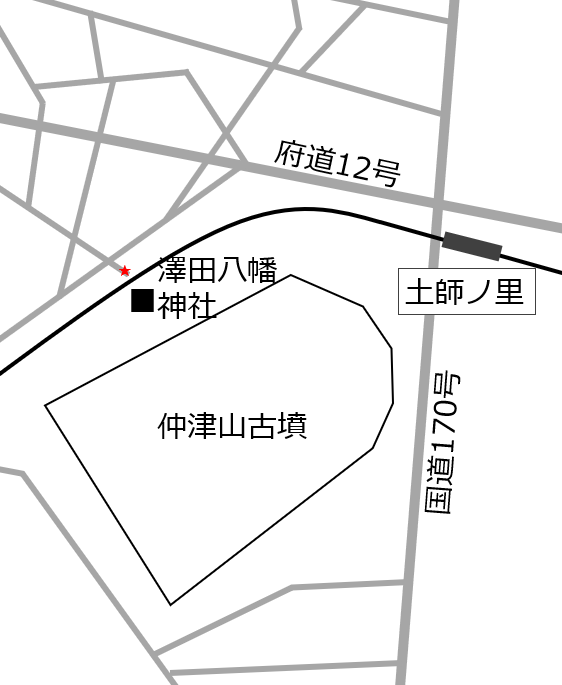 府道12号
澤田八幡
神社
土師ノ里
国道170号
仲津山古墳